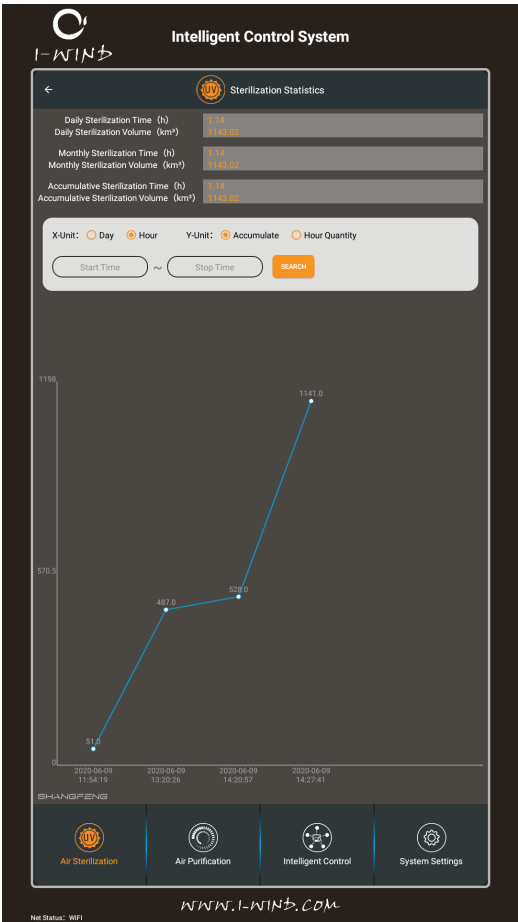 I-WIND
Intelligent Control System
UV
Sterilization Statistics
Daily Sterilization Time（h） 1.14
Daily Sterilization Volume（km³） 1143.02
Monthly Sterilization Time（h） 1.14
Monthly Sterilization Volume（km³） 1143.02
Accumulative Sterilization Time（h） 1.14
Accumulative Sterilization Volume（km³） 1143.02
X-Unit： Day Hour Y-Unit： Accumulate Hour Quantity
Start Time ~ Stop Time SEARCH
1198
1141.0
570.5
528.0
487.0
51.0
0
2020-06-09 2020-06-09 2020-06-09 2020-06-09
11:54:19 13:20:26 14:20:57 14:27:41
SHANGFENG
UV
Air Sterilization Air Purification Intelligent Control System Settings
WWW.I-WIND.COM
Net Status：WIFI